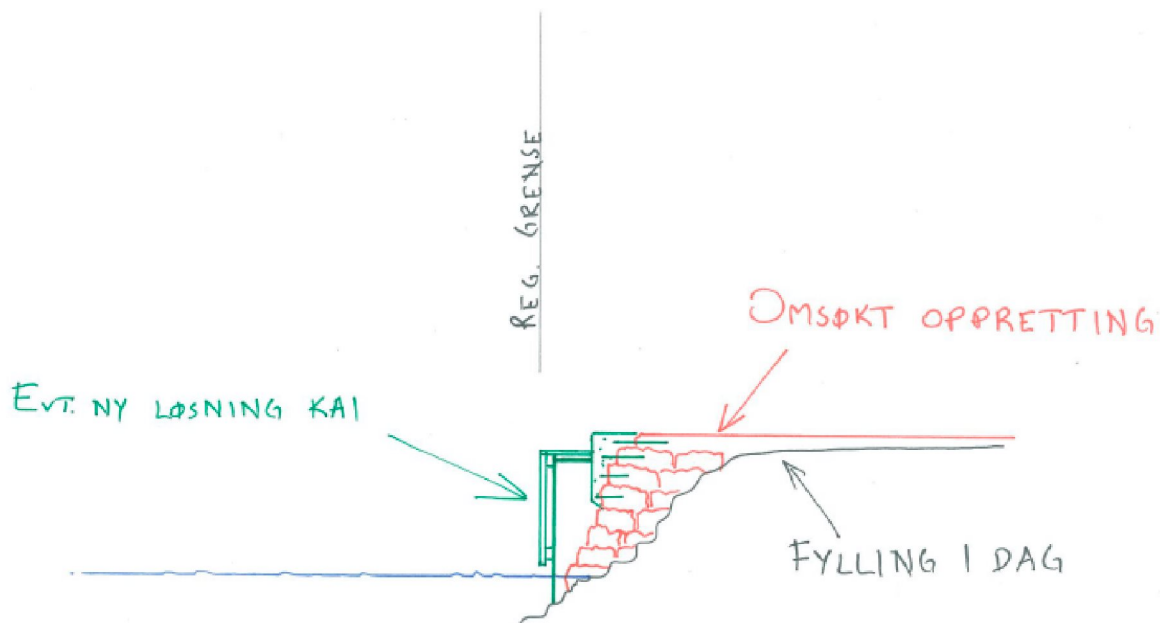 REG. GRENSE
OMSØKT OPPRETTING
EVT. NY LØSNING KAI
FYLLING I DAG